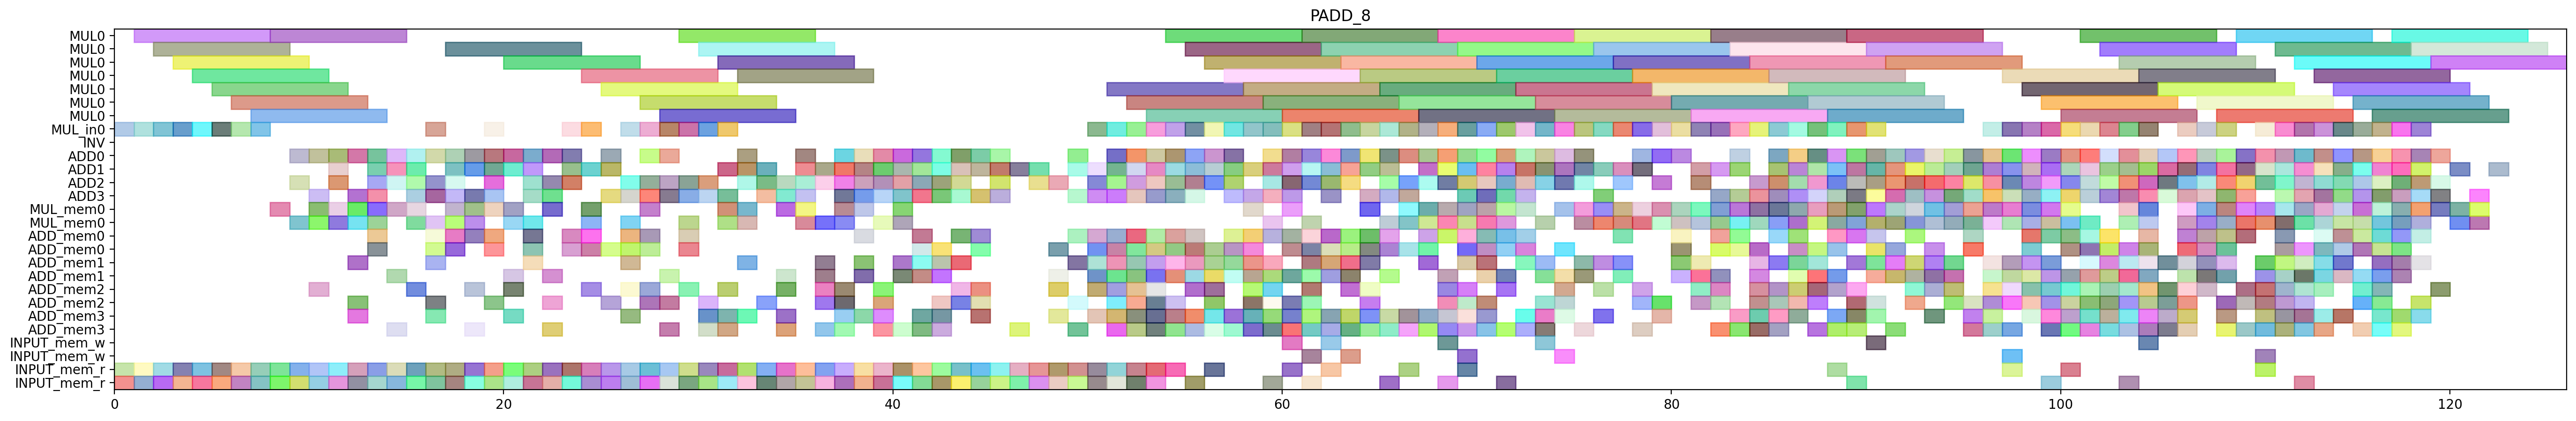 PADD_8
MUL0
MUL0
MUL0
MUL0
MUL0
MUL0
MUL0
MUL_in0
INV
ADD0
ADD1
ADD2
ADD3
MUL_mem0
MUL_mem0
ADD_mem0
ADD_mem0
ADD_mem1
ADD_mem1
ADD_mem2
ADD_mem2
ADD_mem3
ADD_mem3
INPUT_mem_w
INPUT_mem_w
INPUT_mem_r
INPUT_mem_r
0 20 40 60 80 100 120